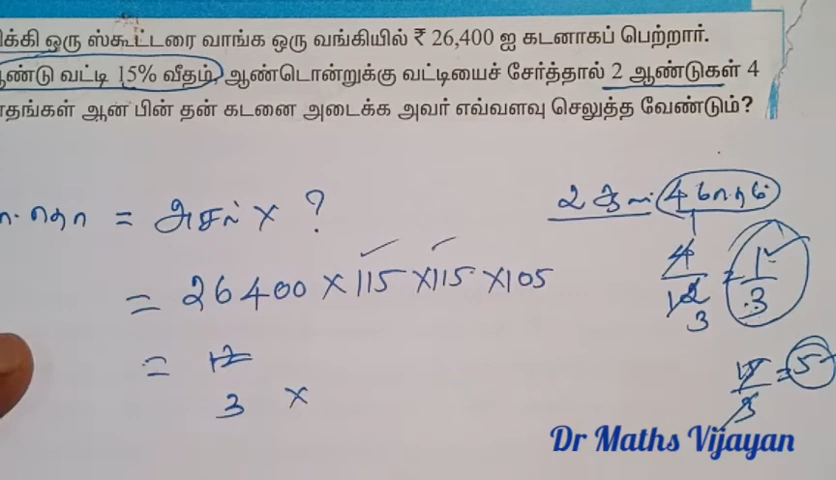 க்கி ஒரு ஸ்கூட்டரை வாங்க ஒரு வங்கியில் ₹ 26,400 ஐ கடனாகப் பெற்றார்.
ண்டு வட்டி 15% வீதம், ஆண்டொன்றுக்கு வட்டியைச் சேர்த்தால் 2 ஆண்டுகள் 4
தங்கள் ஆன பின் தன் கடனை அடைக்க அவர் எவ்வளவு செலுத்த வேண்டும்?
2 ஆண் 4 மாதம்
தொ = அசல் × ?
4/12 3 = 1/3
= 26400 × 115 × 115 × 105
15/3 = 5
= 12
3 ×
Dr Maths Vijayan